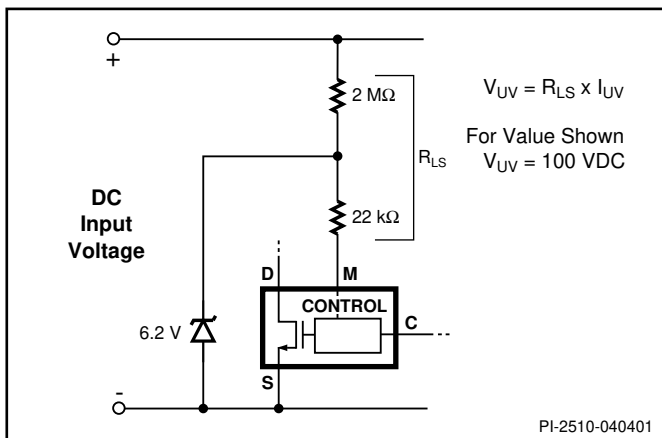 +
2 MΩ
V_UV = R_LS x I_UV
For Value Shown
V_UV = 100 VDC
R_LS
DC
Input
Voltage
22 kΩ
D
M
CONTROL
C
6.2 V
S
-
PI-2510-040401